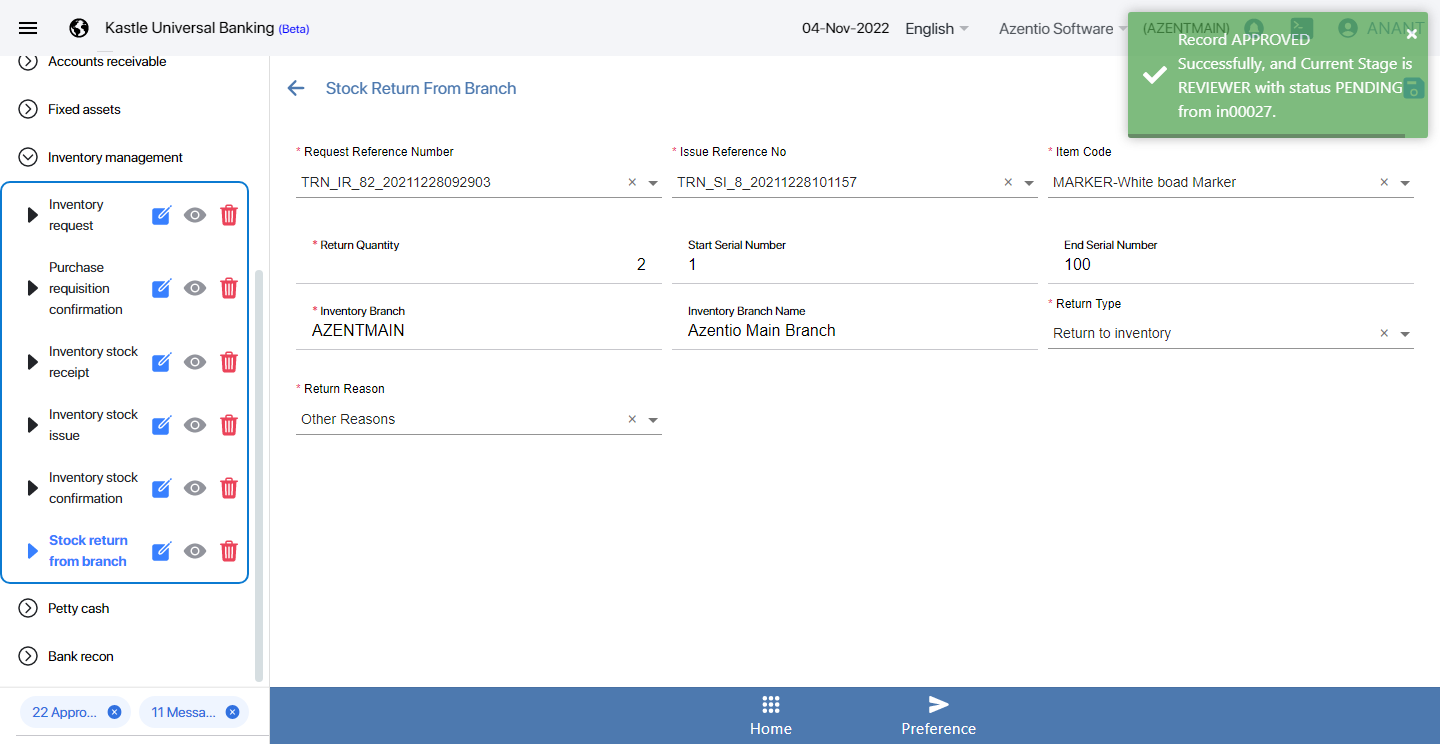 Kastle Universal Banking (Beta)
04-Nov-2022
English
Azentio Software
(AZENTMAIN)
ANANT
Record APPROVED
Successfully, and Current Stage is
REVIEWER with status PENDING
from in00027.
Accounts receivable
Fixed assets
Inventory management
Inventory
request
Purchase
requisition
confirmation
Inventory stock
receipt
Inventory stock
issue
Inventory stock
confirmation
Stock return
from branch
Petty cash
Bank recon
22 Appro...
11 Messa...
Stock Return From Branch
* Request Reference Number
TRN_IR_82_20211228092903
* Issue Reference No
TRN_SI_8_20211228101157
* Item Code
MARKER-White boad Marker
* Return Quantity
2
Start Serial Number
1
End Serial Number
100
* Inventory Branch
AZENTMAIN
Inventory Branch Name
Azentio Main Branch
* Return Type
Return to inventory
* Return Reason
Other Reasons
Home
Preference